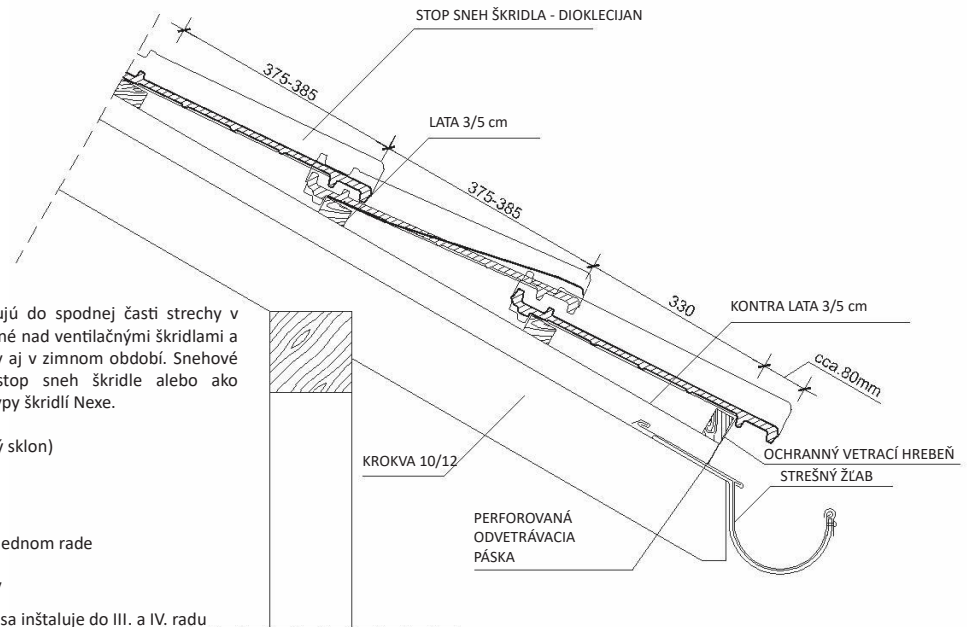 STOP SNEH ŠKRIDLA - DIOKLECIJAN
375-385
LATA 3/5 cm
375-385
330
KONTRA LATA 3/5 cm
cca.80mm
OCHRANNÝ VETRACÍ HREBEŇ
STREŠNÝ ŽĽAB
KROKVA 10/12
PERFOROVANÁ
ODVETRÁVACIA
PÁSKA
ujú do spodnej časti strechy v
né nad ventilačnými škridlami a
aj v zimnom období. Snehové
stop sneh škridle alebo ako
ypy škridlí Nexe.
ý sklon)
ednom rade
sa inštaluje do III. a IV. radu